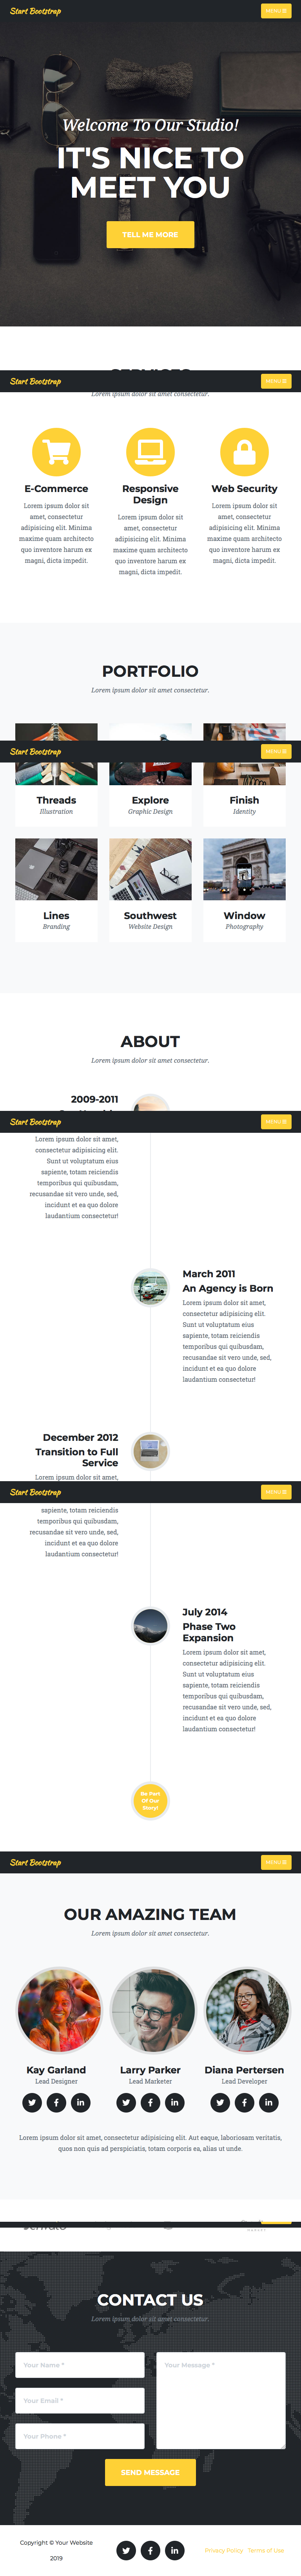 Start Bootstrap
MENU
Welcome To Our Studio!
IT'S NICE TO
MEET YOU
TELL ME MORE
Start Bootstrap
MENU
Lorem ipsum dolor sit amet consectetur.
E-Commerce
Lorem ipsum dolor sit
amet, consectetur
adipisicing elit. Minima
maxime quam architecto
quo inventore harum ex
magni, dicta impedit.
Responsive
Design
Lorem ipsum dolor sit
amet, consectetur
adipisicing elit. Minima
maxime quam architecto
quo inventore harum ex
magni, dicta impedit.
Web Security
Lorem ipsum dolor sit
amet, consectetur
adipisicing elit. Minima
maxime quam architecto
quo inventore harum ex
magni, dicta impedit.
PORTFOLIO
Lorem ipsum dolor sit amet consectetur.
Start Bootstrap
MENU
Threads
Illustration
Explore
Graphic Design
Finish
Identity
Lines
Branding
Southwest
Website Design
Window
Photography
ABOUT
Lorem ipsum dolor sit amet consectetur.
2009-2011
Start Bootstrap
MENU
Lorem ipsum dolor sit amet,
consectetur adipisicing elit.
Sunt ut voluptatum eius
sapiente, totam reiciendis
temporibus qui quibusdam,
recusandae sit vero unde, sed,
incidunt et ea quo dolore
laudantium consectetur!
March 2011
An Agency is Born
Lorem ipsum dolor sit amet,
consectetur adipisicing elit.
Sunt ut voluptatum eius
sapiente, totam reiciendis
temporibus qui quibusdam,
recusandae sit vero unde, sed,
incidunt et ea quo dolore
laudantium consectetur!
December 2012
Transition to Full
Service
Lorem ipsum dolor sit amet,
Start Bootstrap
MENU
sapiente, totam reiciendis
temporibus qui quibusdam,
recusandae sit vero unde, sed,
incidunt et ea quo dolore
laudantium consectetur!
July 2014
Phase Two
Expansion
Lorem ipsum dolor sit amet,
consectetur adipisicing elit.
Sunt ut voluptatum eius
sapiente, totam reiciendis
temporibus qui quibusdam,
recusandae sit vero unde, sed,
incidunt et ea quo dolore
laudantium consectetur!
Be Part
Of Our
Story!
Start Bootstrap
MENU
OUR AMAZING TEAM
Lorem ipsum dolor sit amet consectetur.
Kay Garland
Lead Designer
Larry Parker
Lead Marketer
Diana Pertersen
Lead Developer
Lorem ipsum dolor sit amet, consectetur adipisicing elit. Aut eaque, laboriosam veritatis,
quos non quis ad perspiciatis, totam corporis ea, alias ut unde.
CONTACT US
Lorem ipsum dolor sit amet consectetur.
Your Name *
Your Email *
Your Phone *
Your Message *
SEND MESSAGE
Copyright © Your Website
2019
Privacy Policy
Terms of Use